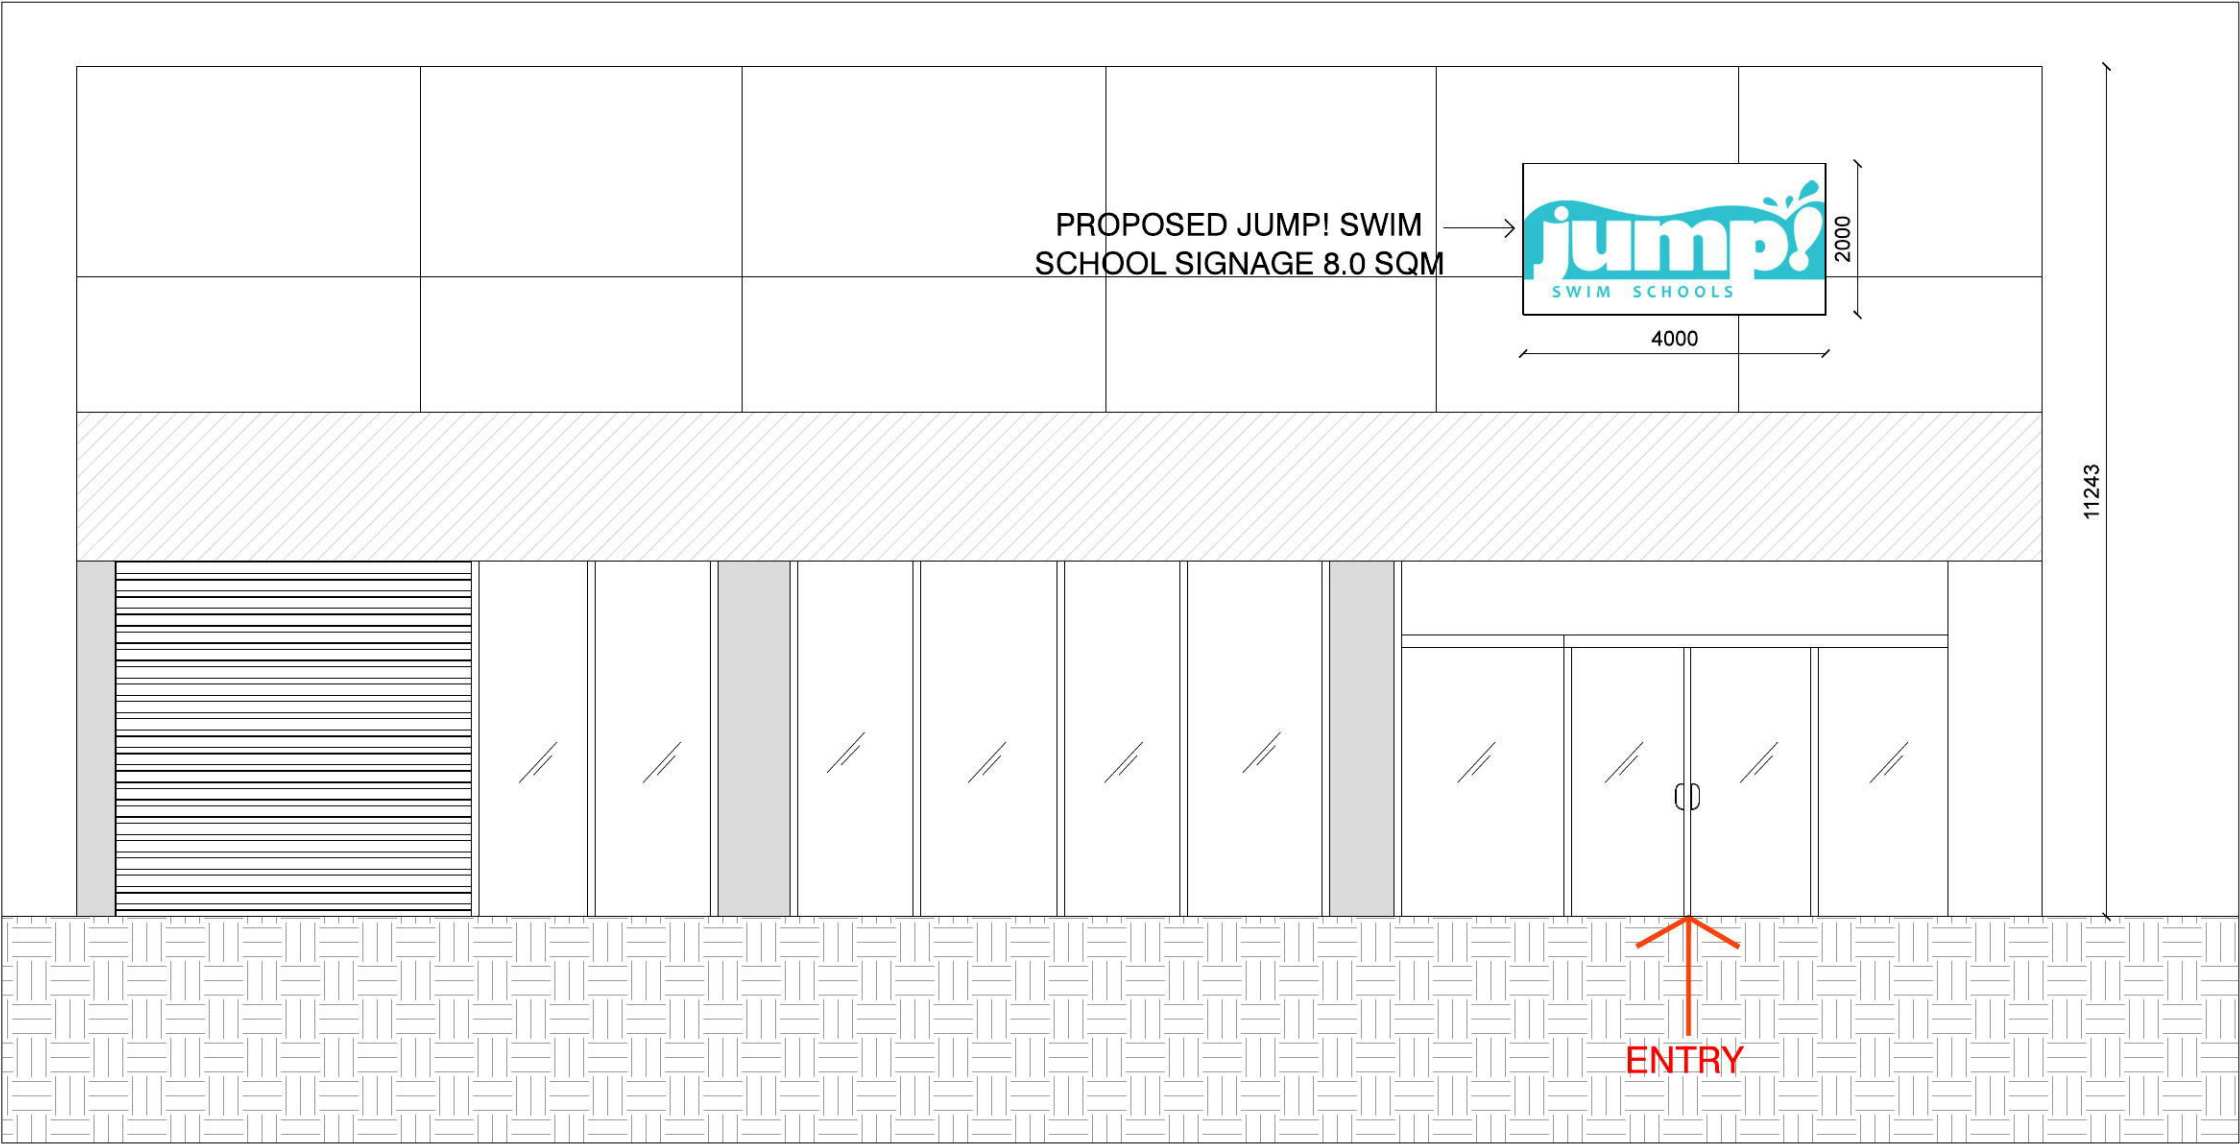 PROPOSED JUMP! SWIM
SCHOOL SIGNAGE 8.0 SQM
jump!
SWIM SCHOOLS
2000
4000
11243
ENTRY